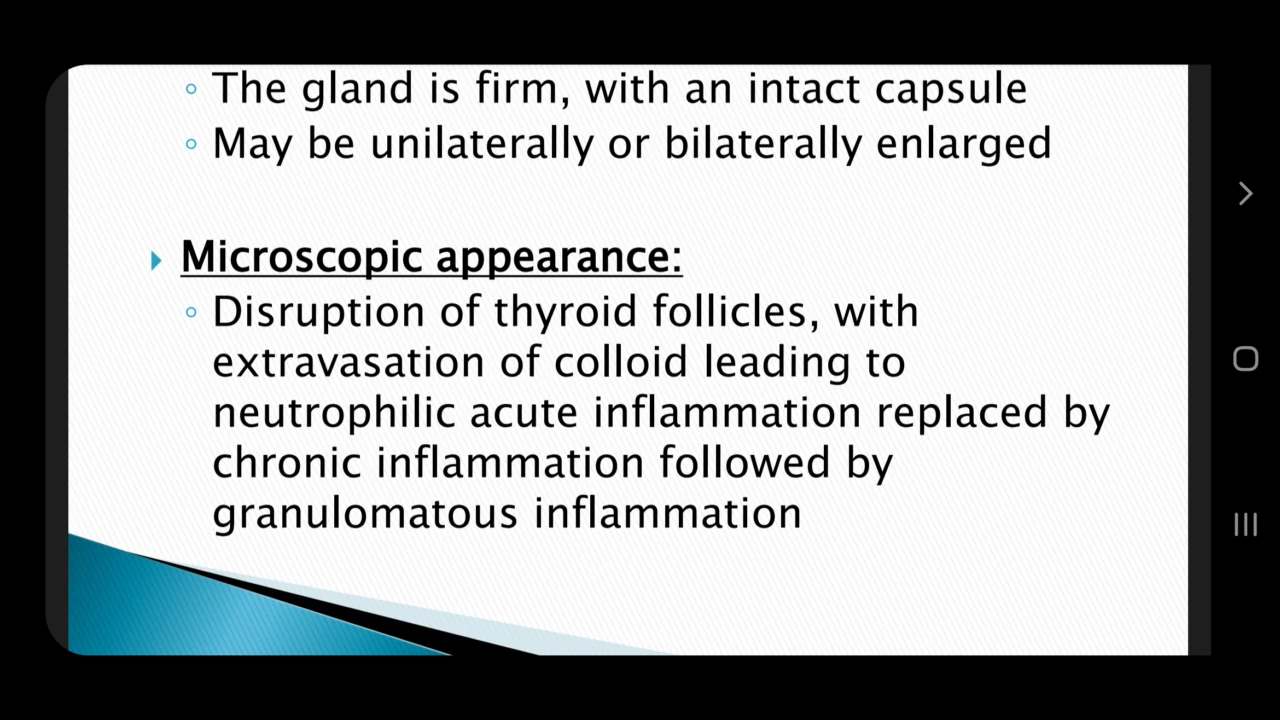 The gland is firm, with an intact capsule
May be unilaterally or bilaterally enlarged
Microscopic appearance:
Disruption of thyroid follicles, with
extravasation of colloid leading to
neutrophilic acute inflammation replaced by
chronic inflammation followed by
granulomatous inflammation